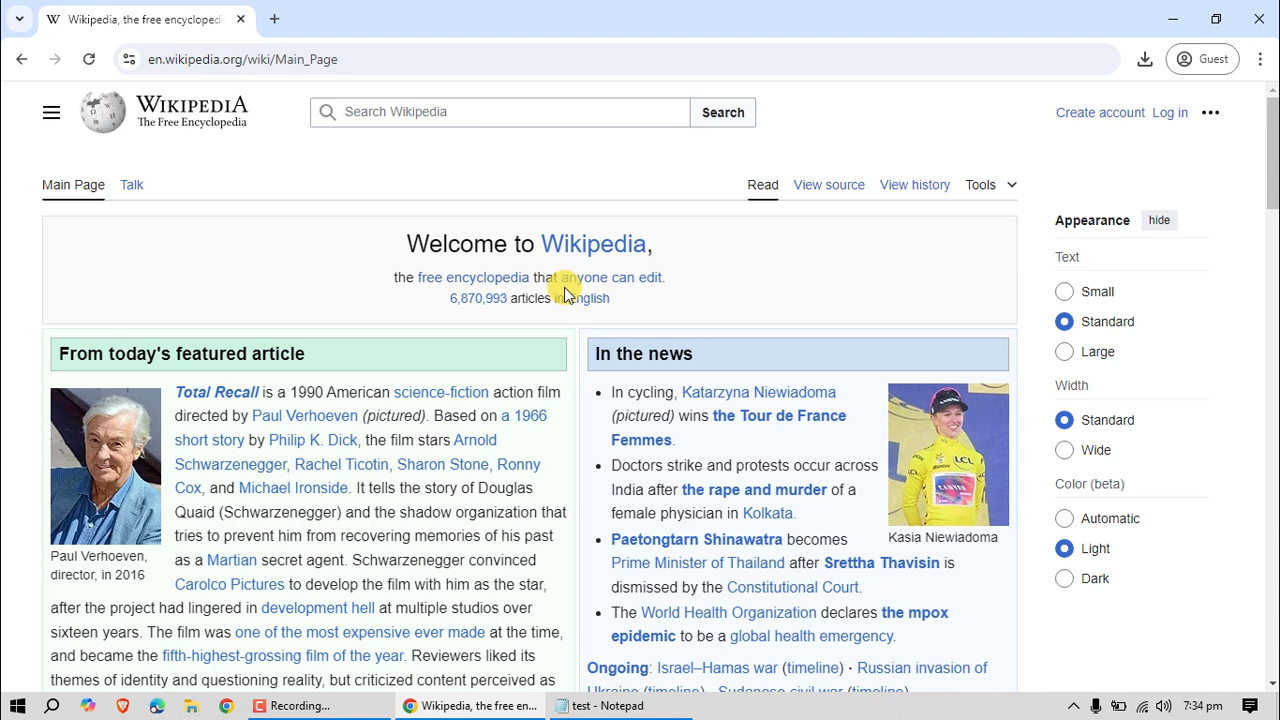 Wikipedia, the free encyclopedi
en.wikipedia.org/wiki/Main_Page
Guest
WIKIPEDIA
The Free Encyclopedia
Search Wikipedia
Search
Create account Log in
Main Page Talk
Read View source View history Tools
Appearance hide
Text
Small
Standard
Large
Width
Standard
Wide
Color (beta)
Automatic
Light
Dark
Welcome to Wikipedia,
the free encyclopedia that anyone can edit.
6,870,993 articles in English
From today's featured article
Total Recall is a 1990 American science-fiction action film
directed by Paul Verhoeven (pictured). Based on a 1966
short story by Philip K. Dick, the film stars Arnold
Schwarzenegger, Rachel Ticotin, Sharon Stone, Ronny
Cox, and Michael Ironside. It tells the story of Douglas
Quaid (Schwarzenegger) and the shadow organization that
tries to prevent him from recovering memories of his past
as a Martian secret agent. Schwarzenegger convinced
Carolco Pictures to develop the film with him as the star,
after the project had lingered in development hell at multiple studios over
sixteen years. The film was one of the most expensive ever made at the time,
and became the fifth-highest-grossing film of the year. Reviewers liked its
themes of identity and questioning reality, but criticized content perceived as
Paul Verhoeven,
director, in 2016
In the news
In cycling, Katarzyna Niewiadoma
(pictured) wins the Tour de France
Femmes.
Doctors strike and protests occur across
India after the rape and murder of a
female physician in Kolkata.
Paetongtarn Shinawatra becomes
Prime Minister of Thailand after Srettha Thavisin is
dismissed by the Constitutional Court.
The World Health Organization declares the mpox
epidemic to be a global health emergency.
Ongoing: Israel–Hamas war (timeline) · Russian invasion of
Ukraine (timeline) · Sudanese civil war (timeline)
LCL
CANYON
Kasia Niewiadoma
Recording...
Wikipedia, the free en...
test - Notepad
7:34 pm